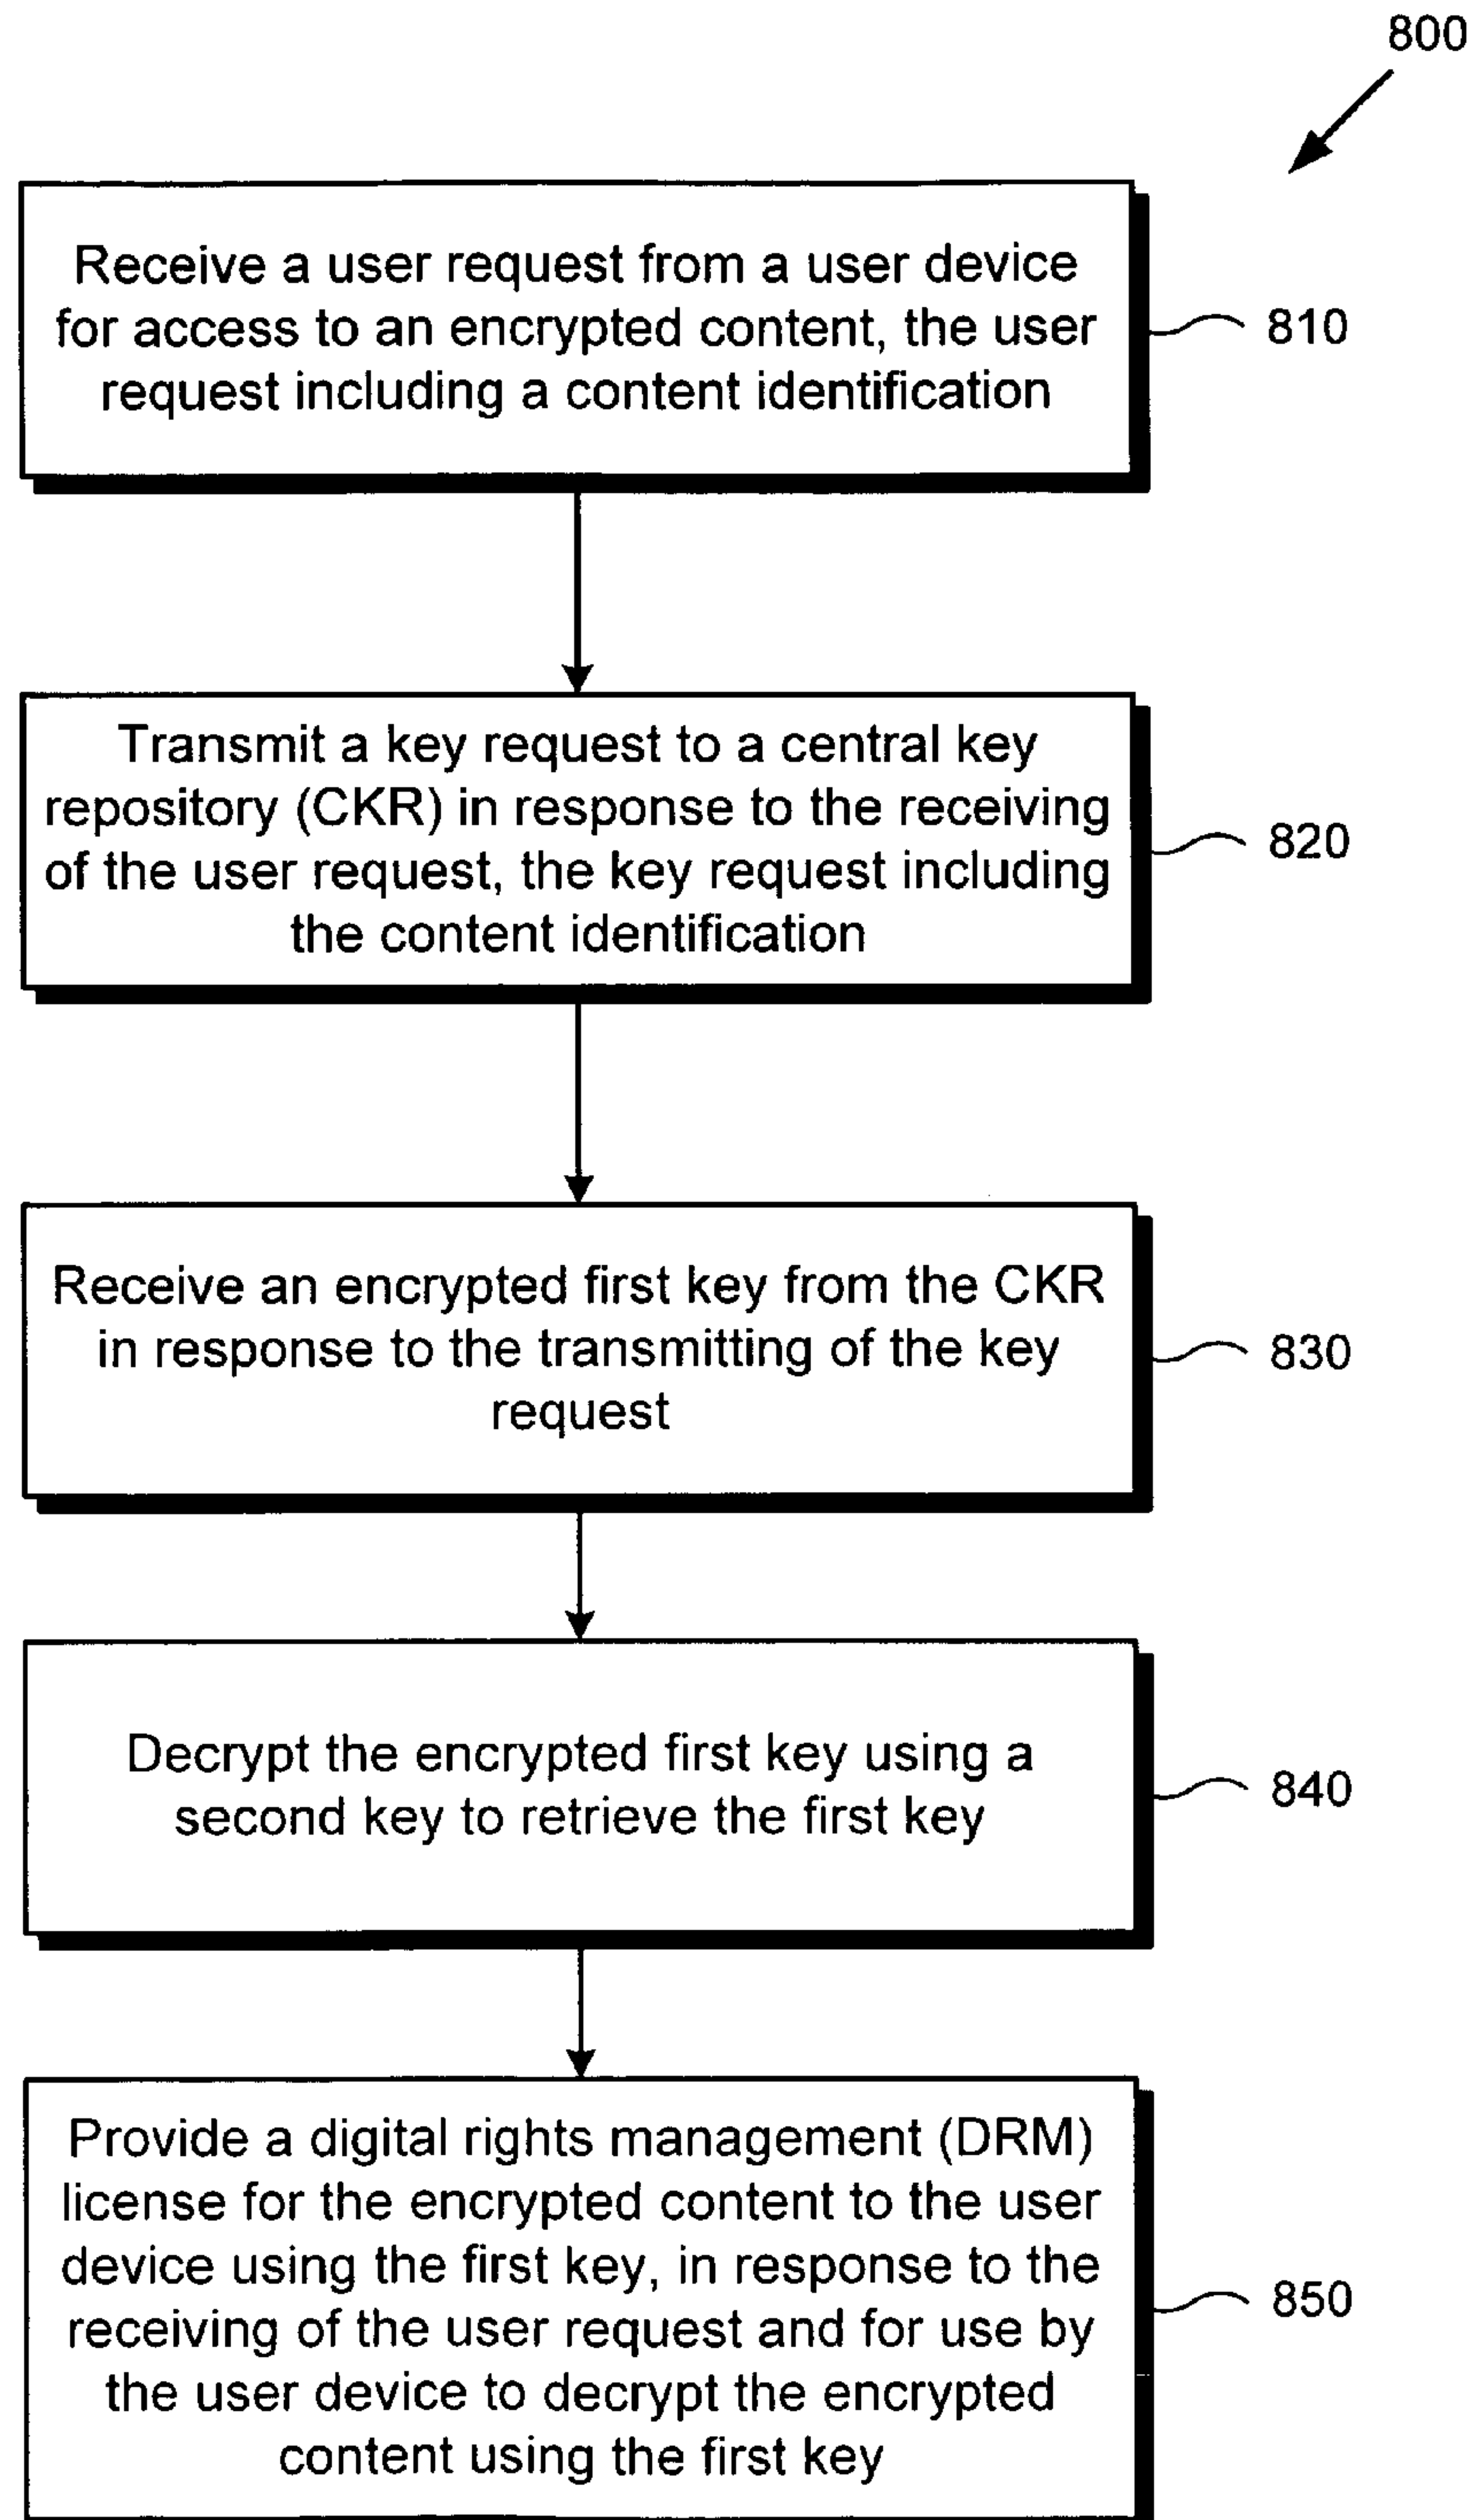 800
Receive a user request from a user device
for access to an encrypted content, the user
request including a content identification
810
Transmit a key request to a central key
repository (CKR) in response to the receiving
of the user request, the key request including
the content identification
820
Receive an encrypted first key from the CKR
in response to the transmitting of the key
request
830
Decrypt the encrypted first key using a
second key to retrieve the first key
840
Provide a digital rights management (DRM)
license for the encrypted content to the user
device using the first key, in response to the
receiving of the user request and for use by
the user device to decrypt the encrypted
content using the first key
850